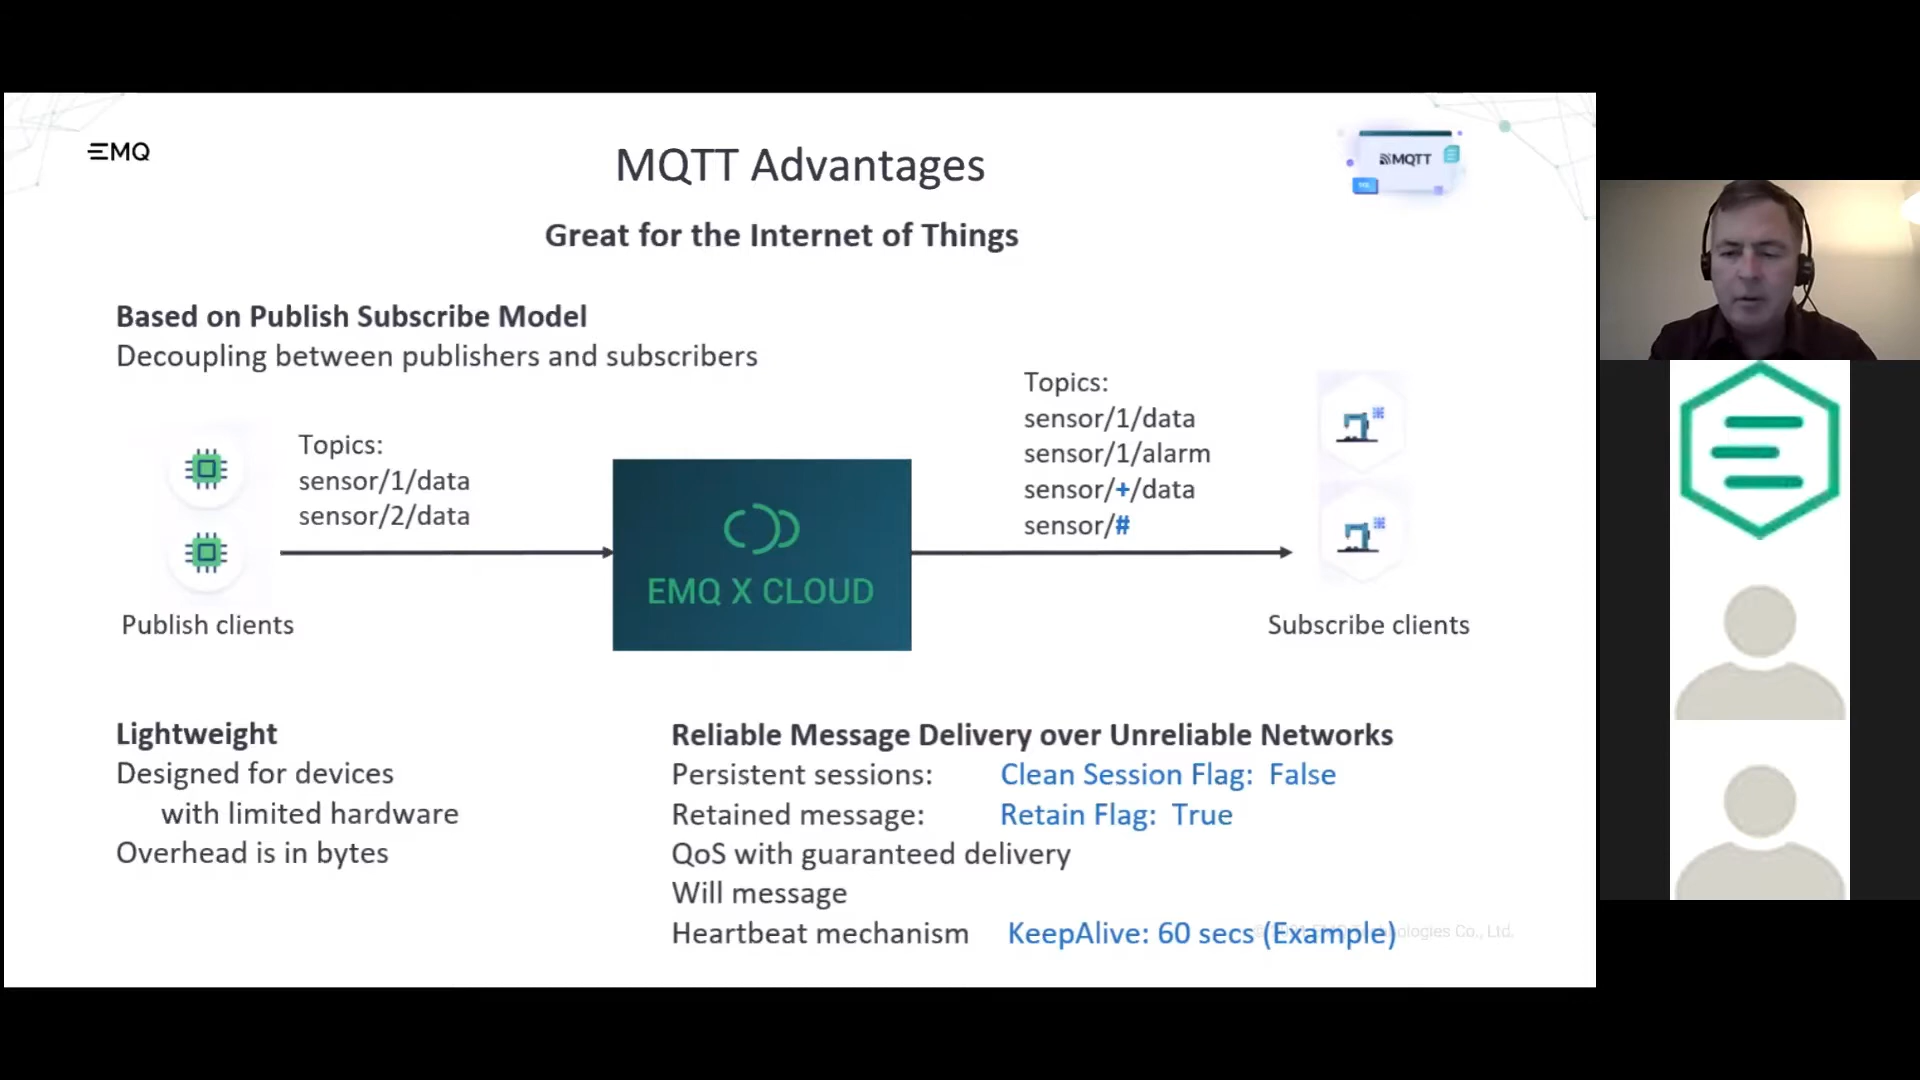 EMQ
MQTT Advantages
MQTT
Great for the Internet of Things
Based on Publish Subscribe Model
Decoupling between publishers and subscribers
Topics:
sensor/1/data
sensor/2/data
Publish clients
EMQ X CLOUD
Topics:
sensor/1/data
sensor/1/alarm
sensor/+/data
sensor/#
Subscribe clients
Lightweight
Designed for devices
with limited hardware
Overhead is in bytes
Reliable Message Delivery over Unreliable Networks
Persistent sessions: Clean Session Flag: False
Retained message: Retain Flag: True
QoS with guaranteed delivery
Will message
Heartbeat mechanism KeepAlive: 60 secs (Example)
Co., Ltd.